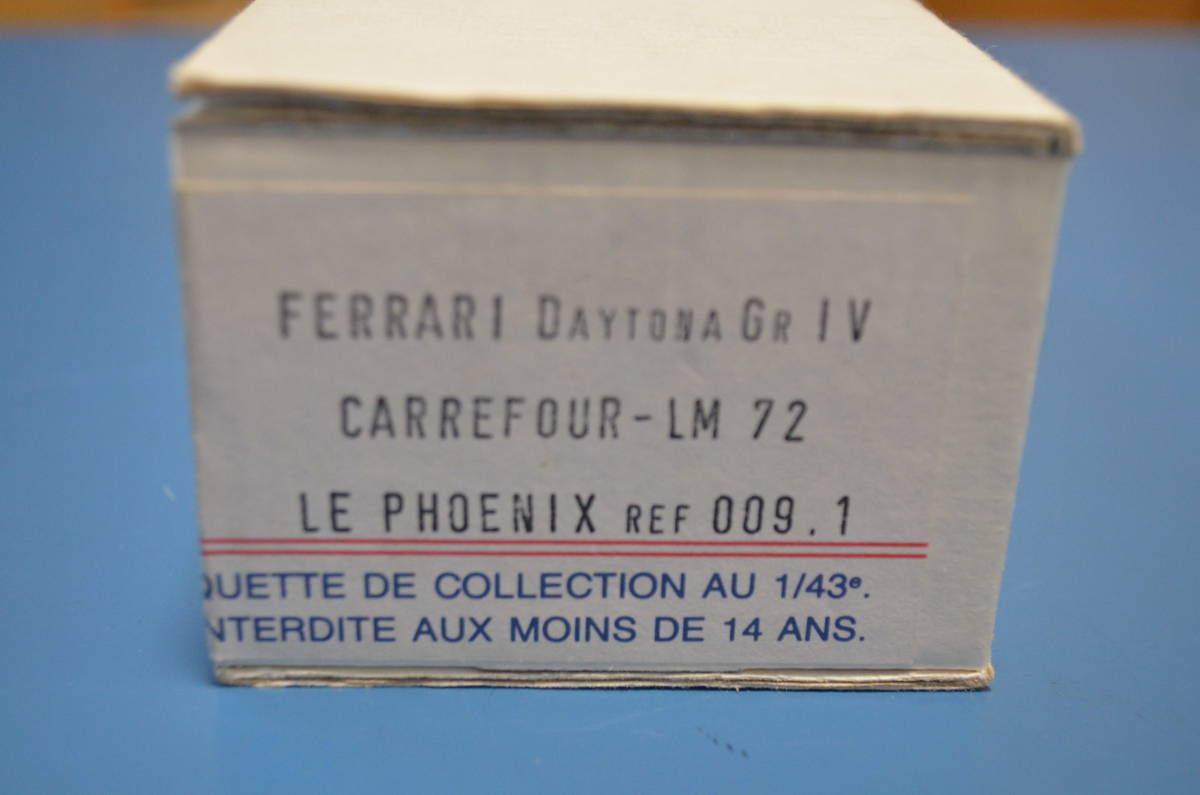 FERRARI DAYTONA GR IV
CARREFOUR-LM 72
LE PHOENIX REF 009.1
QUETTE DE COLLECTION AU 1/43e.
NTERDITE AUX MOINS DE 14 ANS.